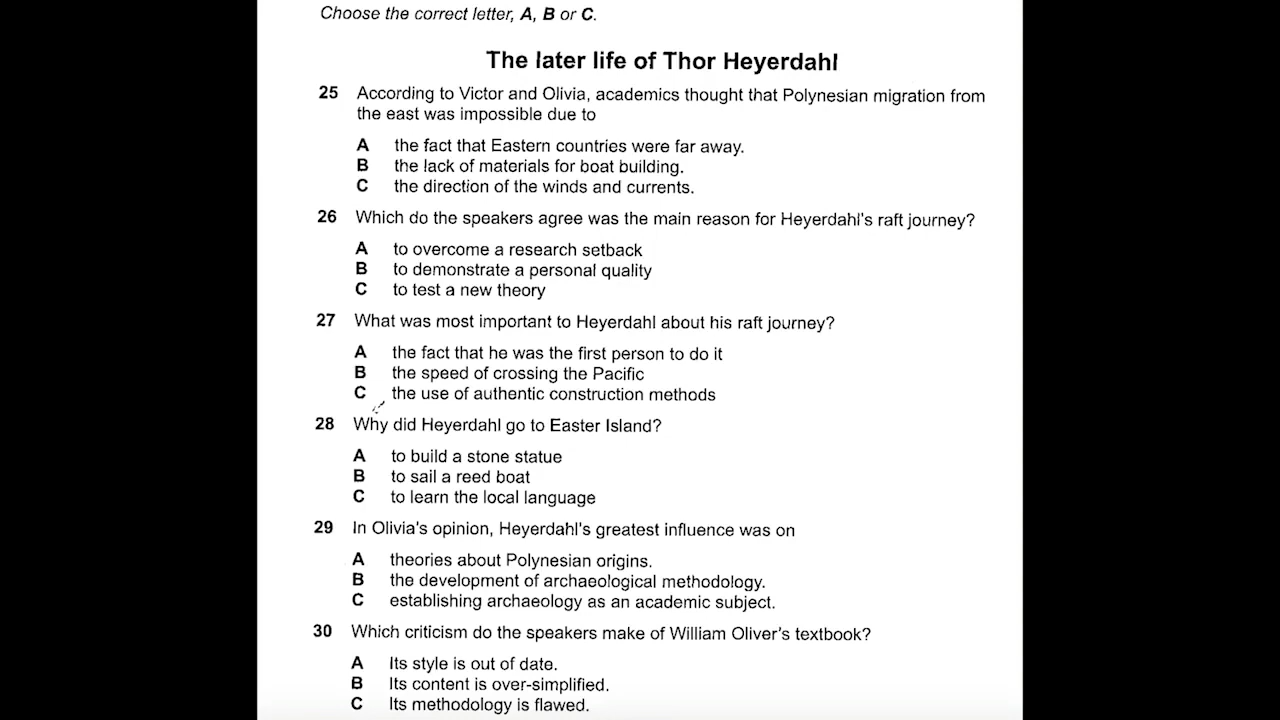 Choose the correct letter, A, B or C.
The later life of Thor Heyerdahl
25 According to Victor and Olivia, academics thought that Polynesian migration from
the east was impossible due to
A the fact that Eastern countries were far away.
B the lack of materials for boat building.
C the direction of the winds and currents.
26 Which do the speakers agree was the main reason for Heyerdahl's raft journey?
A to overcome a research setback
B to demonstrate a personal quality
C to test a new theory
27 What was most important to Heyerdahl about his raft journey?
A the fact that he was the first person to do it
B the speed of crossing the Pacific
C the use of authentic construction methods
28 Why did Heyerdahl go to Easter Island?
A to build a stone statue
B to sail a reed boat
C to learn the local language
29 In Olivia's opinion, Heyerdahl's greatest influence was on
A theories about Polynesian origins.
B the development of archaeological methodology.
C establishing archaeology as an academic subject.
30 Which criticism do the speakers make of William Oliver's textbook?
A Its style is out of date.
B Its content is over-simplified.
C Its methodology is flawed.